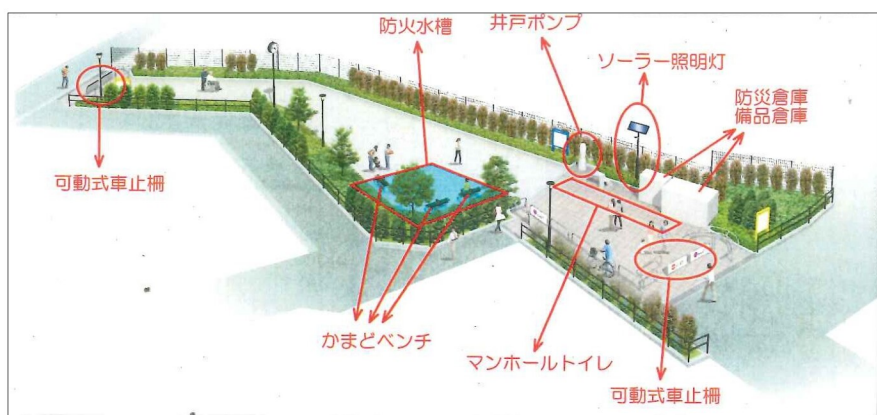 防火水槽
井戸ポンプ
ソーラー照明灯
防災倉庫
備品倉庫
可動式車止柵
かまどベンチ
マンホールトイレ
可動式車止柵